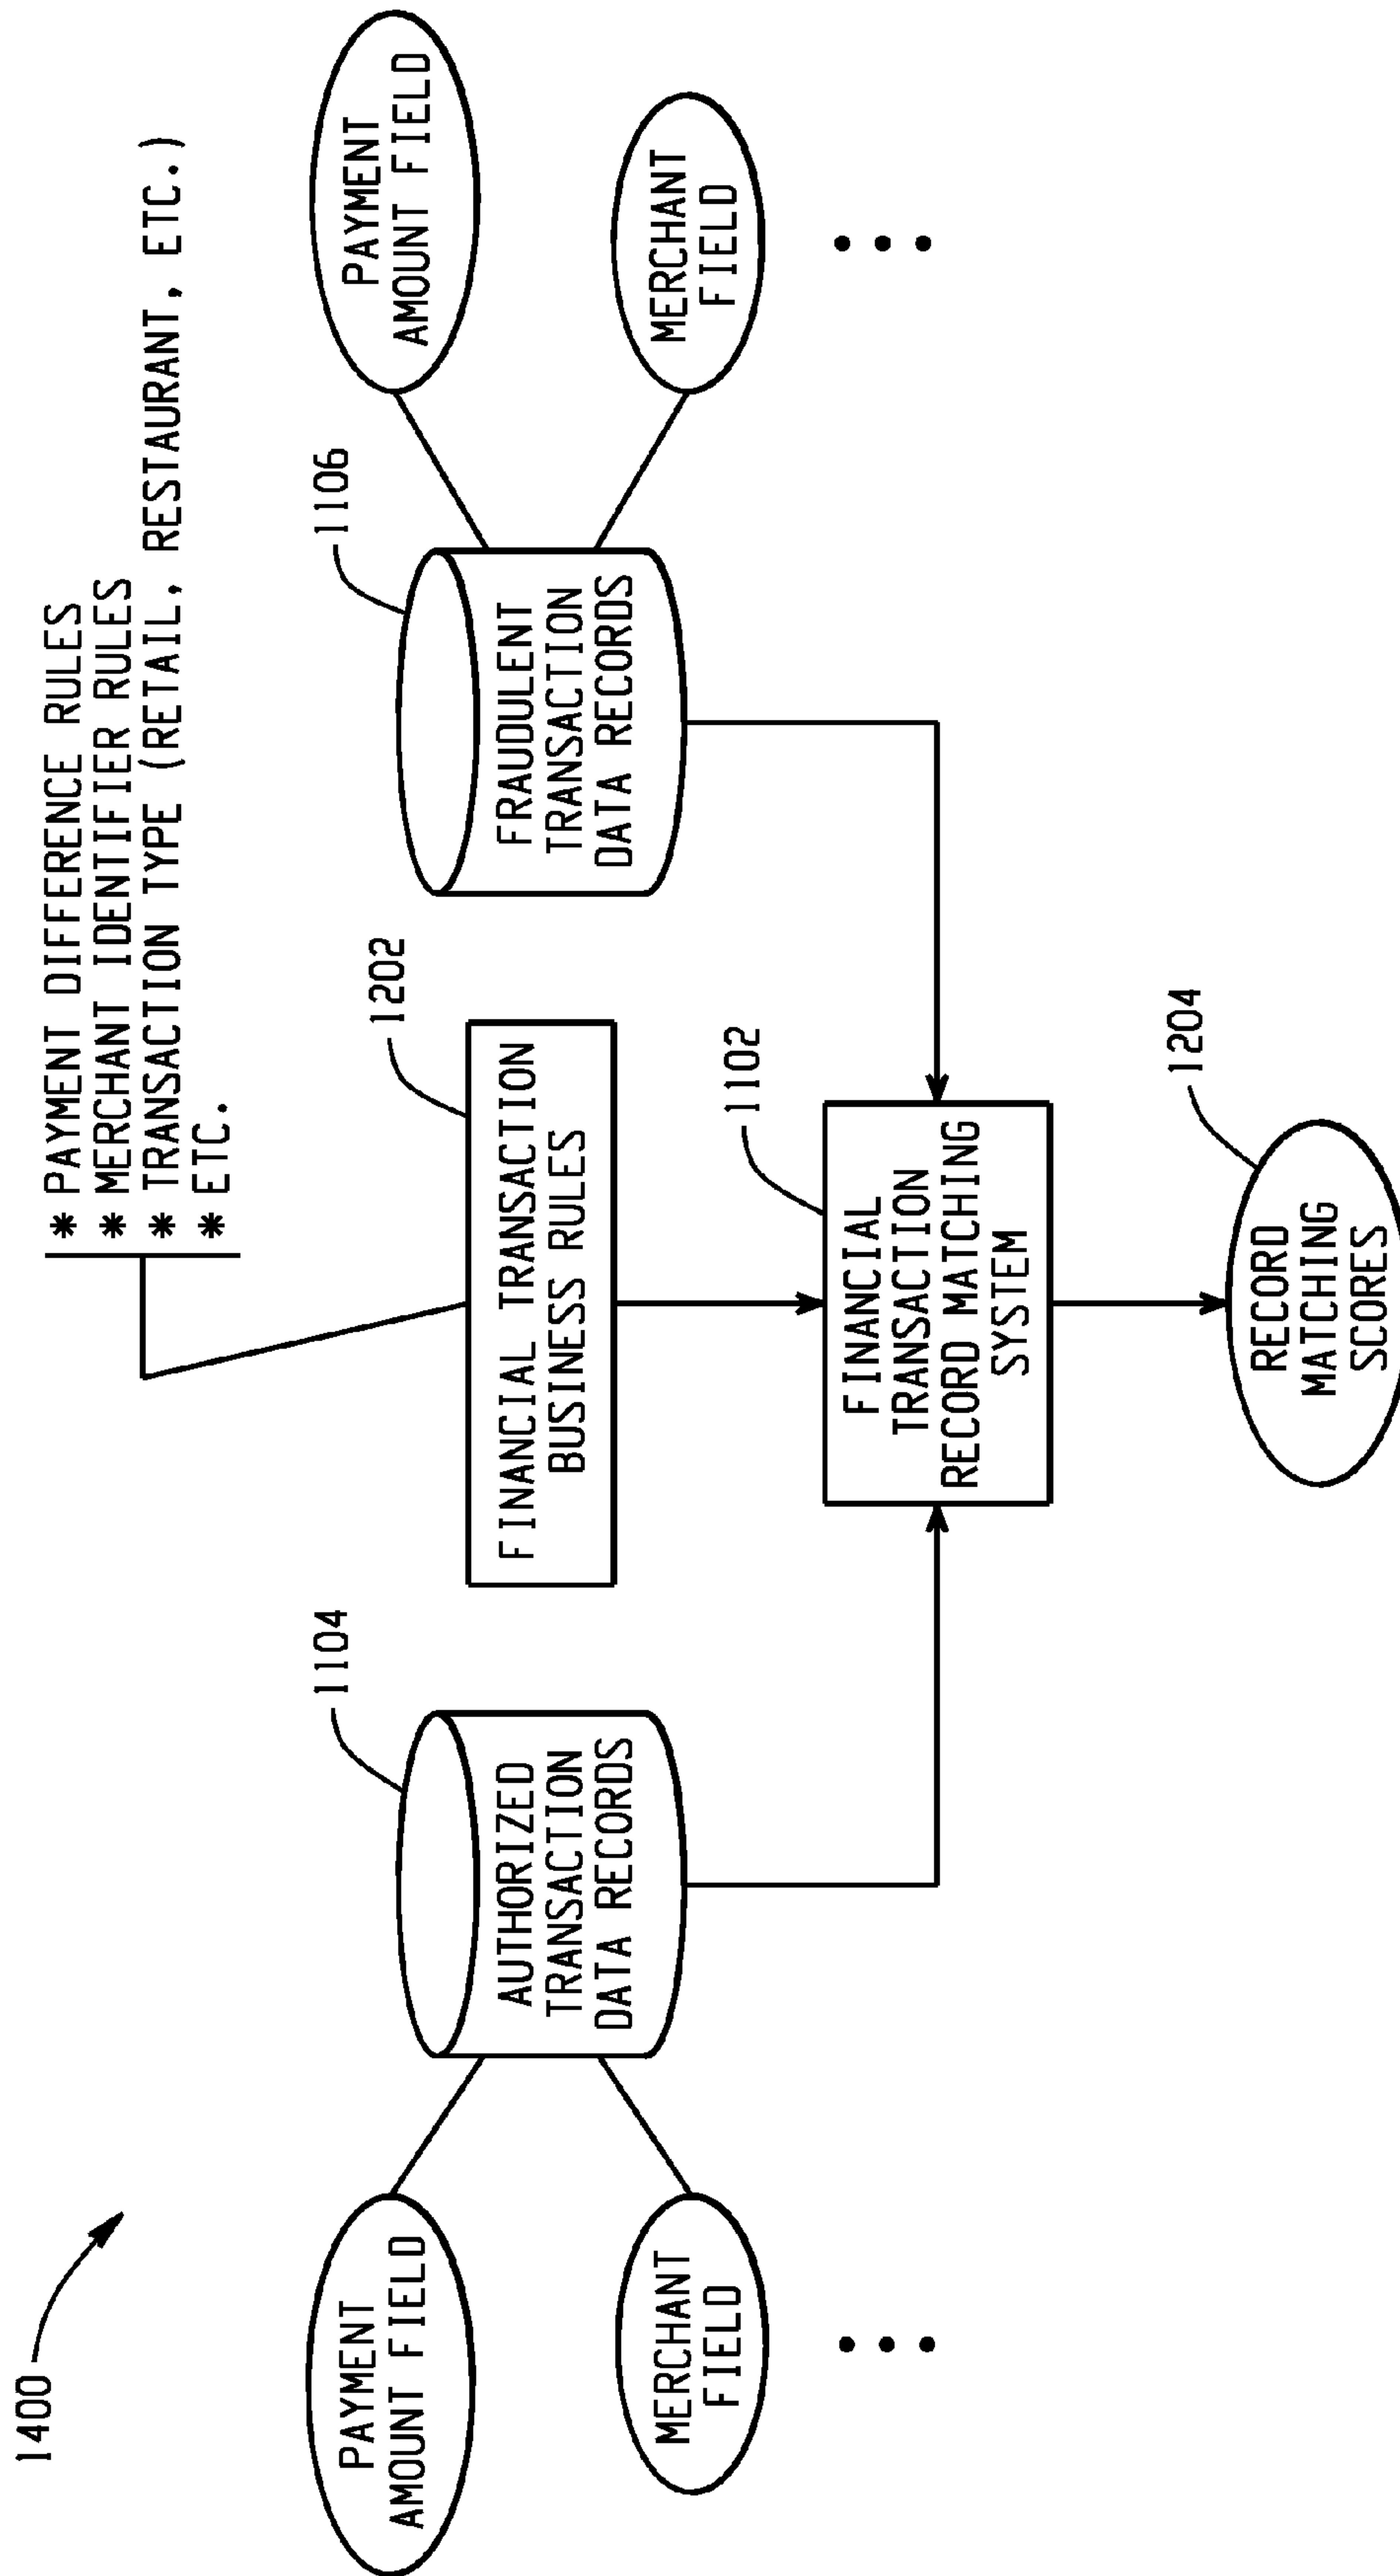 1400
* PAYMENT DIFFERENCE RULES
* MERCHANT IDENTIFIER RULES
* TRANSACTION TYPE (RETAIL, RESTAURANT, ETC.)
* ETC.
PAYMENT
AMOUNT FIELD
MERCHANT
FIELD
1104
AUTHORIZED
TRANSACTION
DATA RECORDS
1202
FINANCIAL TRANSACTION
BUSINESS RULES
1106
FRAUDULENT
TRANSACTION
DATA RECORDS
PAYMENT
AMOUNT FIELD
MERCHANT
FIELD
1102
FINANCIAL
TRANSACTION
RECORD MATCHING
SYSTEM
1204
RECORD
MATCHING
SCORES